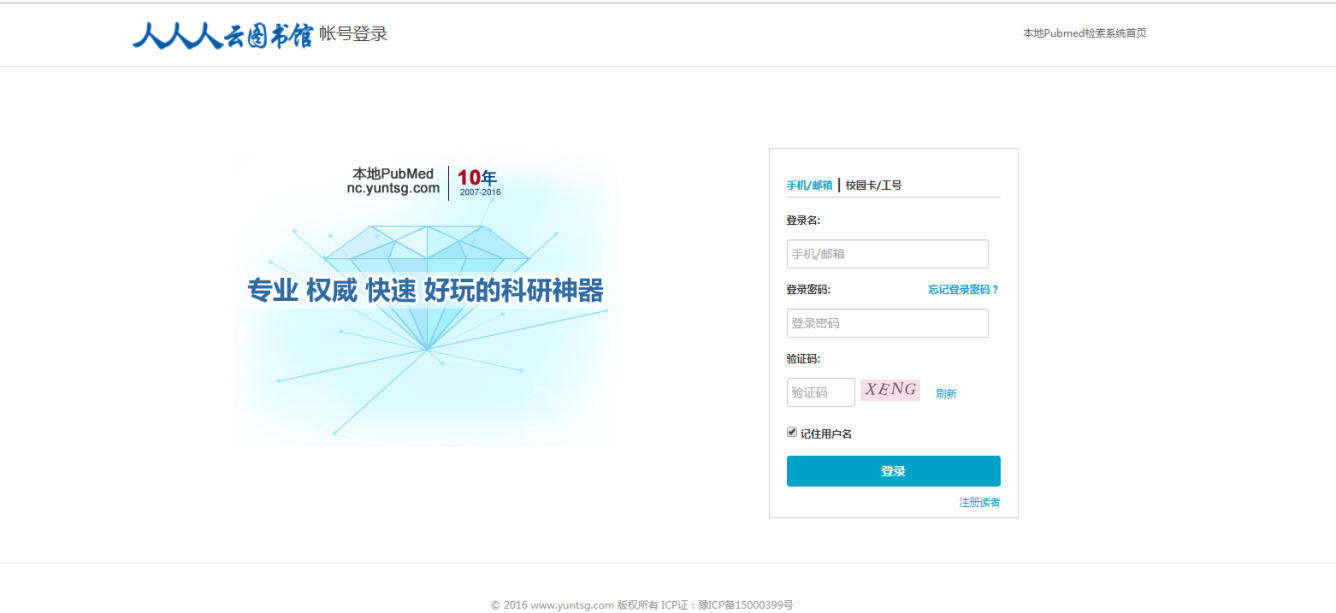 人人人云图书馆 帐号登录
本地Pubmed检索系统首页
本地PubMed
nc.yuntsg.com
10年
2007-2016
专业 权威 快速 好玩的科研神器
手机/邮箱 | 校园卡/工号
登录名:
手机/邮箱
登录密码: 忘记登录密码？
登录密码
验证码:
验证码 XENG 刷新
记住用户名
登录
注册读者
© 2016 www.yuntsg.com 版权所有 ICP证：豫ICP备15000399号